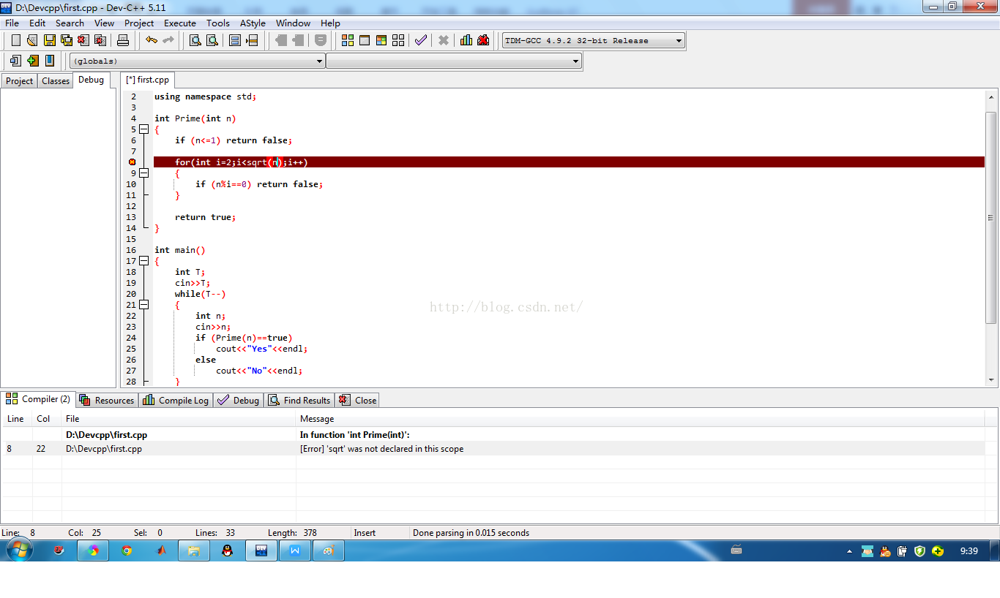 D:\Devcpp\first.cpp - Dev-C++ 5.11
File Edit Search View Project Execute Tools AStyle Window Help
TDM-GCC 4.9.2 32-bit Release
(globals)
Project Classes Debug [*] first.cpp
2 using namespace std;
3
4 int Prime(int n)
5 {
6 if (n<=1) return false;
7
for(int i=2;i<sqrt(n);i++)
9 {
10 if (n%i==0) return false;
11 }
12
13 return true;
14 }
15
16 int main()
17 {
18 int T;
19 cin>>T;
20 while(T--)
21 {
22 int n;
23 cin>>n;
24 if (Prime(n)==true)
25 cout<<"Yes"<<endl;
26 else
27 cout<<"No"<<endl;
28 }
http://blog.csdn.net/
Compiler (2) Resources Compile Log Debug Find Results Close
Line Col File Message
D:\Devcpp\first.cpp In function 'int Prime(int)':
8 22 D:\Devcpp\first.cpp [Error] 'sqrt' was not declared in this scope
Line: 8 Col: 25 Sel: 0 Lines: 33 Length: 378 Insert Done parsing in 0.015 seconds
9:39